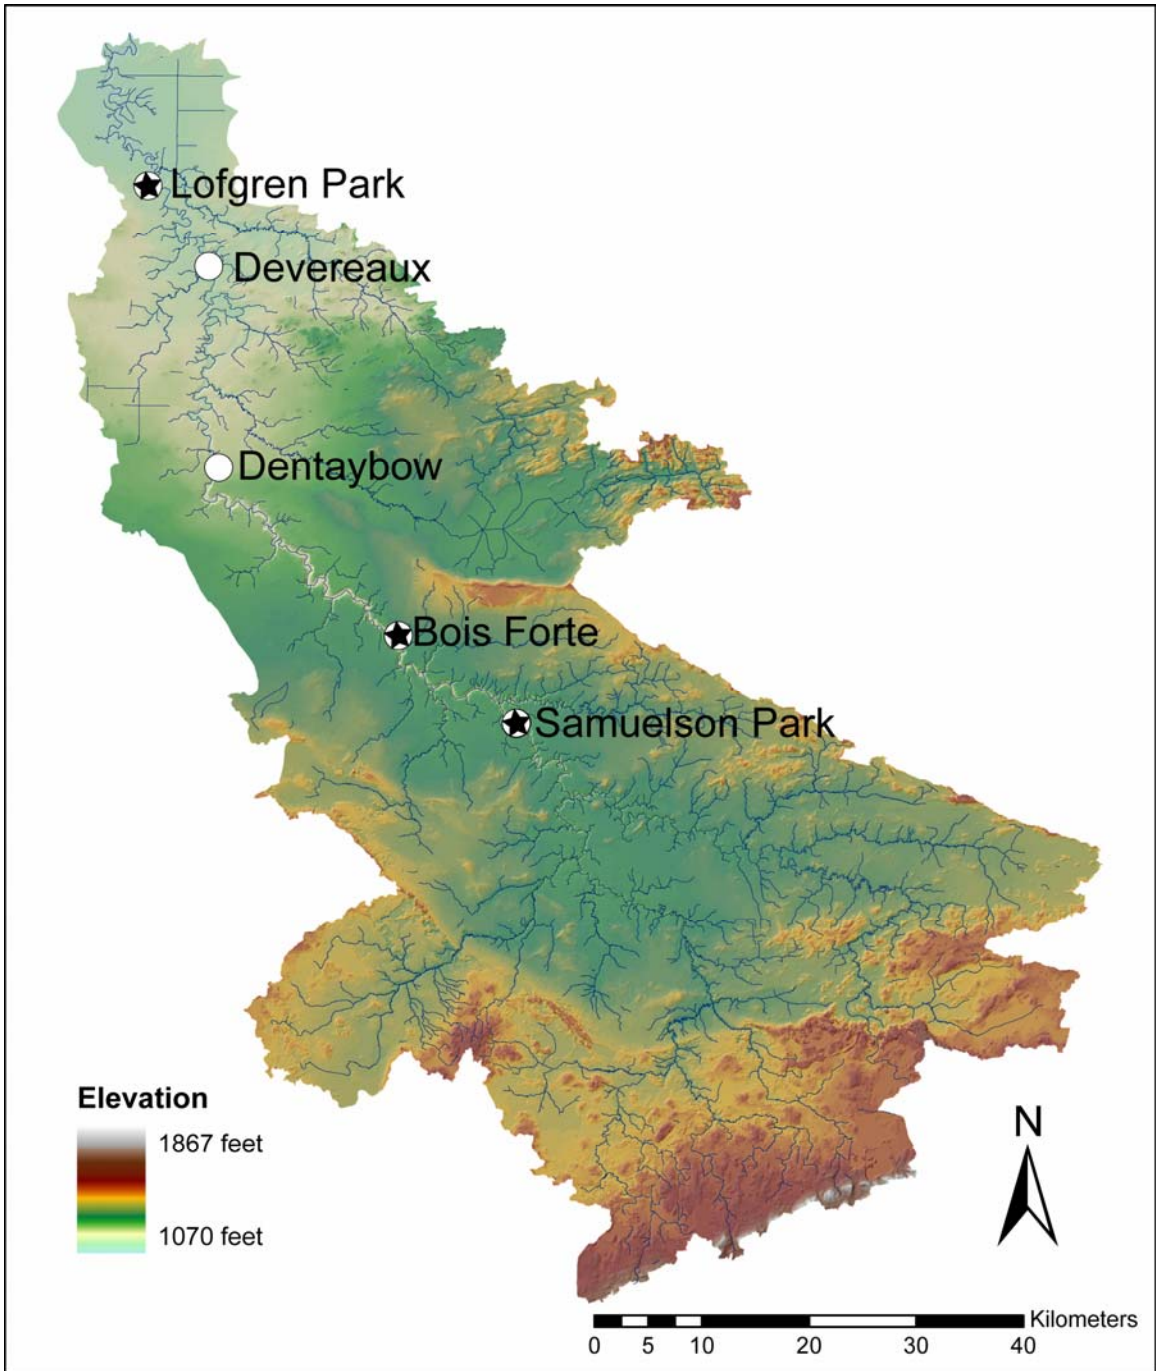 Lofgren Park
Devereaux
Dentaybow
Bois Forte
Samuelson Park
Elevation
1867 feet
1070 feet
N
Kilometers
0 5 10 20 30 40